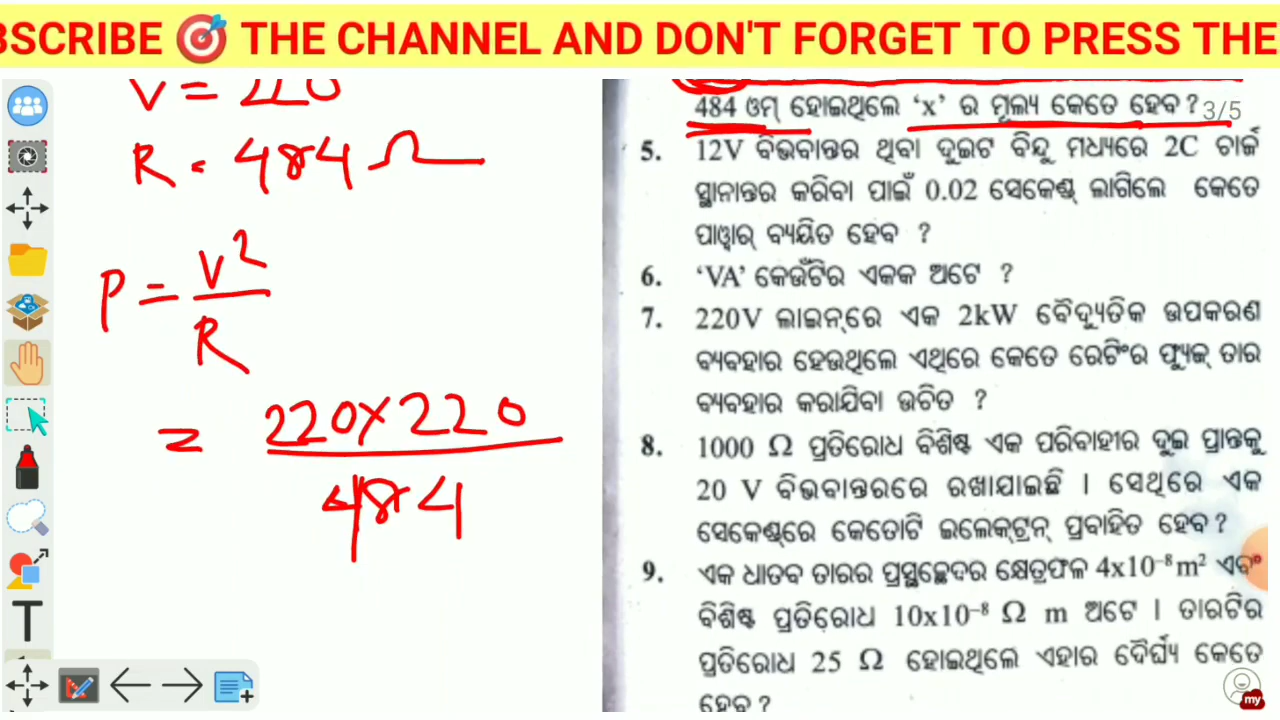 BSCRIBE 🎯 THE CHANNEL AND DON'T FORGET TO PRESS THE
V = 220
R = 484 Ω
P = V²
R
= 220 x 220
484
484 ଓମ୍ ହୋଇଥିଲେ ‘x’ ର ମୂଲ୍ୟ କେତେ ହେବ ? 3/5
5. 12V ବିଭବାନ୍ତର ଥିବା ଦୁଇଟି ବିନ୍ଦୁ ମଧ୍ୟରେ 2C ଚାର୍ଜ
ସ୍ଥାନାନ୍ତର କରିବା ପାଇଁ 0.02 ସେକେଣ୍ଡ ଲାଗିଲେ କେତେ
ପାଓ୍ବାର୍ ବ୍ୟୟିତ ହେବ ?
6. ‘VA’ କେଉଁଟିର ଏକକ ଅଟେ ?
7. 220V ଲାଇନ୍‌ରେ ଏକ 2kW ବୈଦ୍ୟୁତିକ ଉପକରଣ
ବ୍ୟବହାର ହେଉଥିଲେ ଏଥିରେ କେତେ ରେଟିଂର ଫ୍ୟୁଜ୍ ତାର
ବ୍ୟବହାର କରାଯିବା ଉଚିତ ?
8. 1000 Ω ପ୍ରତିରୋଧ ବିଶିଷ୍ଟ ଏକ ପରିବାହୀର ଦୁଇ ପ୍ରାନ୍ତକୁ
20 V ବିଭବାନ୍ତରରେ ରଖାଯାଇଛି । ସେଥିରେ ଏକ
ସେକେଣ୍ଡ୍‌ରେ କେତୋଟି ଇଲେକ୍‌ଟ୍ରନ୍ ପ୍ରବାହିତ ହେବ ?
9. ଏକ ଧାତବ ତାରର ପ୍ରସ୍ଥଚ୍ଛେଦର କ୍ଷେତ୍ରଫଳ 4x10⁻⁸ m² ଏବଂ
ବିଶିଷ୍ଟ ପ୍ରତିରୋଧ 10x10⁻⁸ Ω m ଅଟେ । ତାରଟିର
ପ୍ରତିରୋଧ 25 Ω ହୋଇଥିଲେ ଏହାର ଦୈର୍ଘ୍ୟ କେତେ
ହେବ ?
T
my